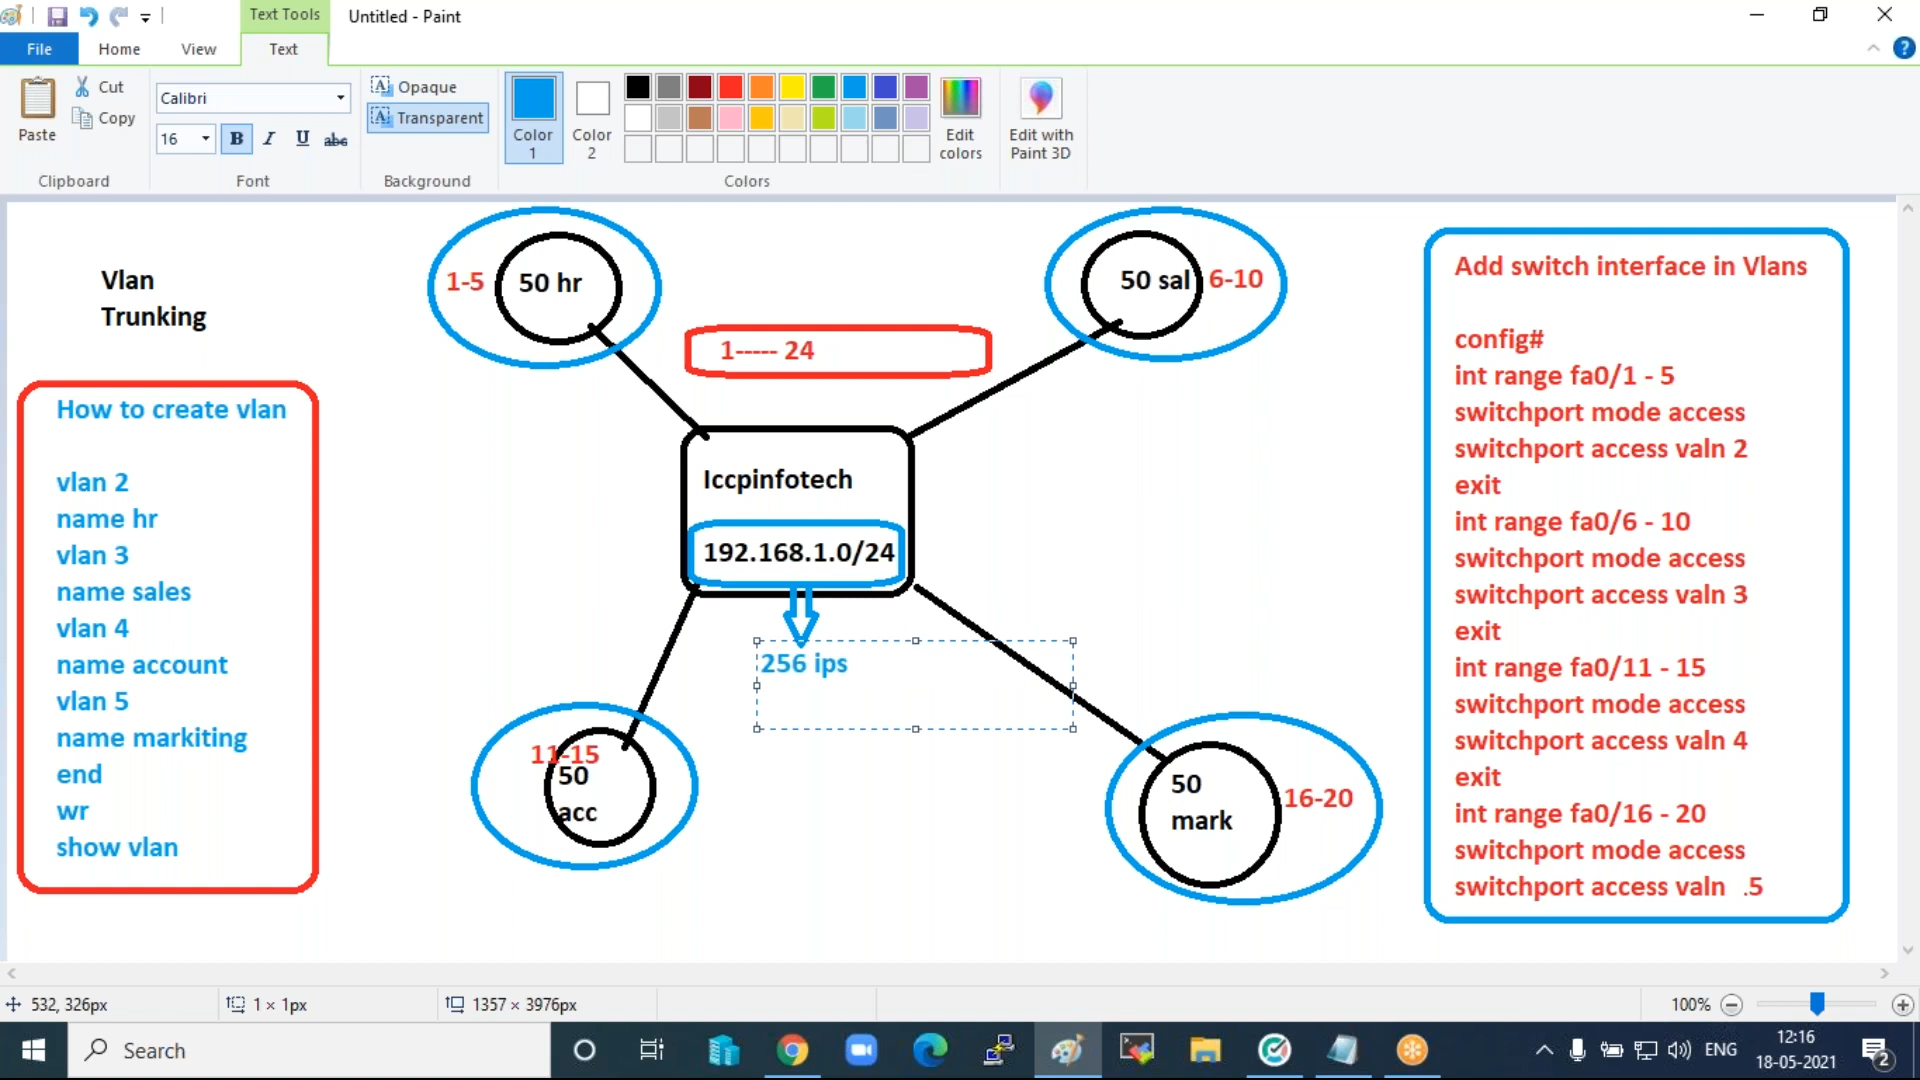 Text Tools
Untitled - Paint
File
Home
View
Text
Paste
Cut
Copy
Clipboard
Calibri
16
B I U abc
Font
Opaque
Transparent
Background
Color 1
Color 2
Edit colors
Colors
Edit with Paint 3D
Vlan
Trunking
How to create vlan
vlan 2
name hr
vlan 3
name sales
vlan 4
name account
vlan 5
name markiting
end
wr
show vlan
1-5
50 hr
50 sal
6-10
1----- 24
Iccpinfotech
192.168.1.0/24
256 ips
11-15
50
acc
50
mark
16-20
Add switch interface in Vlans
config#
int range fa0/1 - 5
switchport mode access
switchport access valn 2
exit
int range fa0/6 - 10
switchport mode access
switchport access valn 3
exit
int range fa0/11 - 15
switchport mode access
switchport access valn 4
exit
int range fa0/16 - 20
switchport mode access
switchport access valn .5
532, 326px
1 × 1px
1357 × 3976px
100%
Search
ENG
12:16
18-05-2021
2